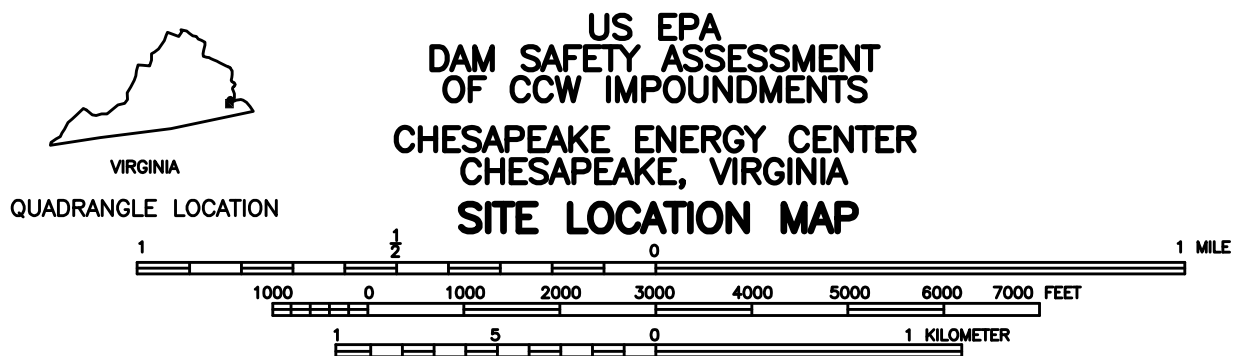 US EPA
DAM SAFETY ASSESSMENT
OF CCW IMPOUNDMENTS
CHESAPEAKE ENERGY CENTER
CHESAPEAKE, VIRGINIA
SITE LOCATION MAP
VIRGINIA
QUADRANGLE LOCATION
1 1/2 0 1 MILE
1000 0 1000 2000 3000 4000 5000 6000 7000 FEET
1 5 0 1 KILOMETER